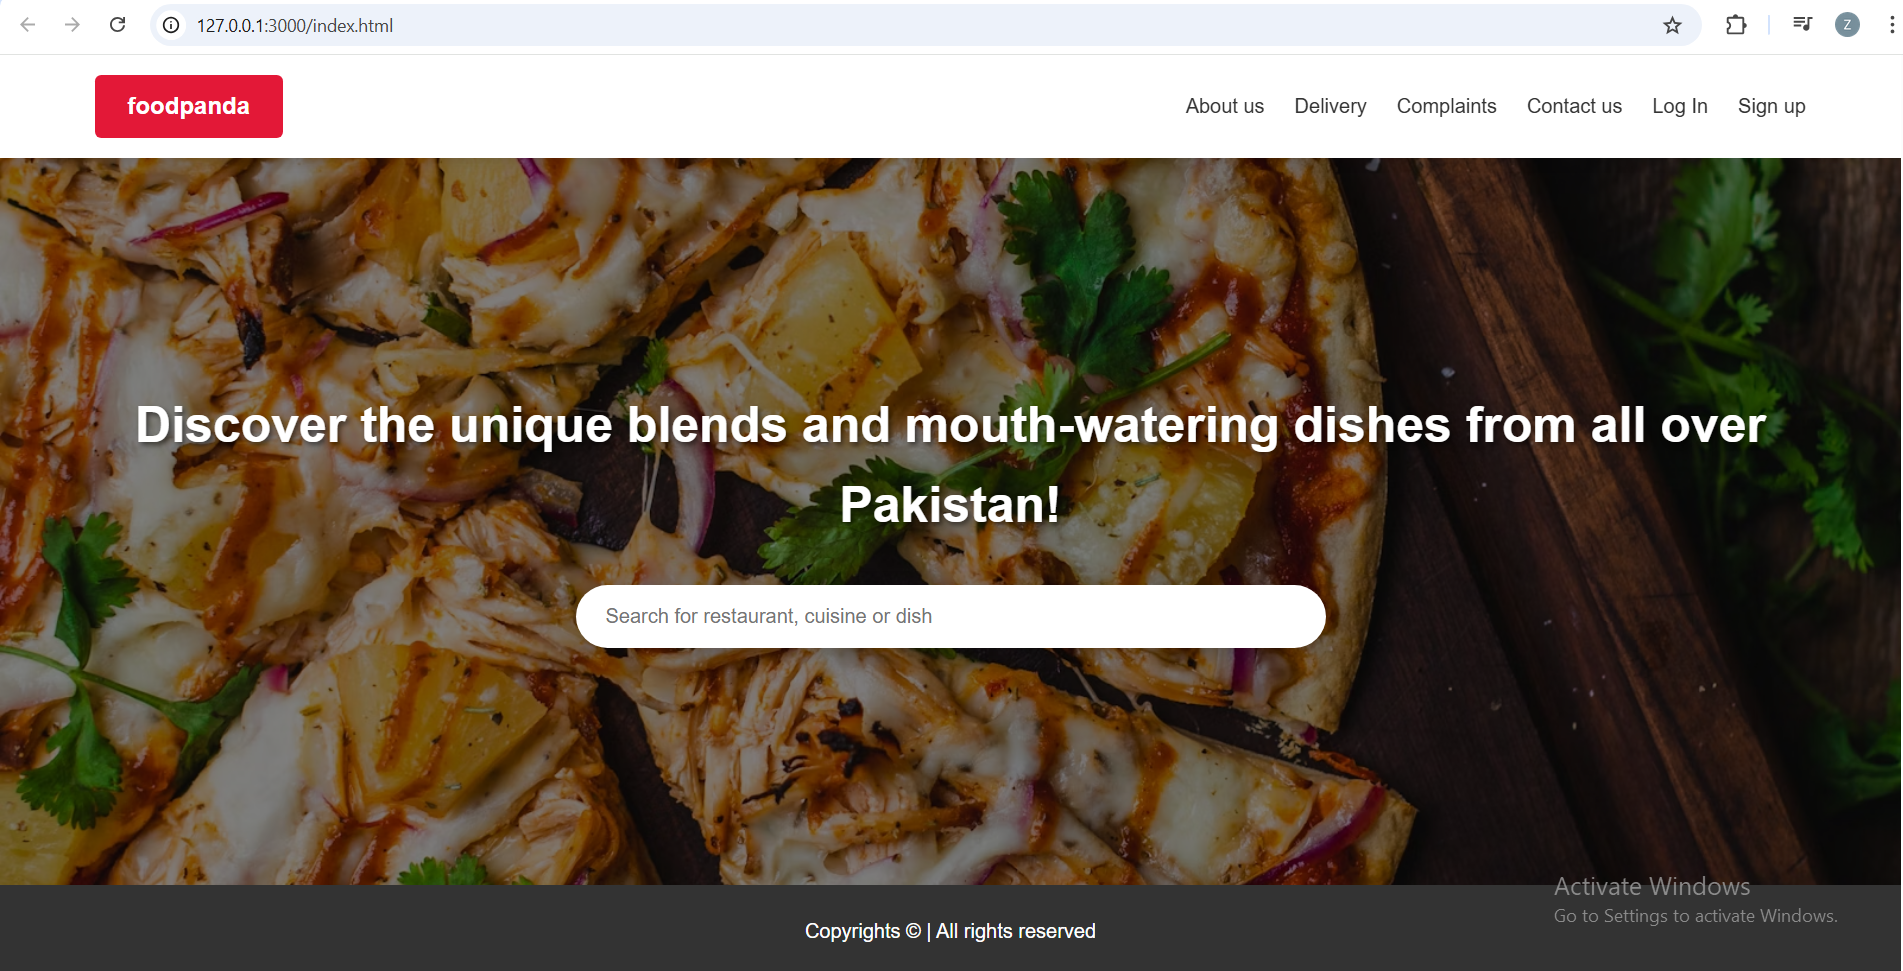 127.0.0.1:3000/index.html
Z
foodpanda
About us Delivery Complaints Contact us Log In Sign up
Discover the unique blends and mouth-watering dishes from all over
Pakistan!
Search for restaurant, cuisine or dish
Activate Windows
Go to Settings to activate Windows.
Copyrights © | All rights reserved